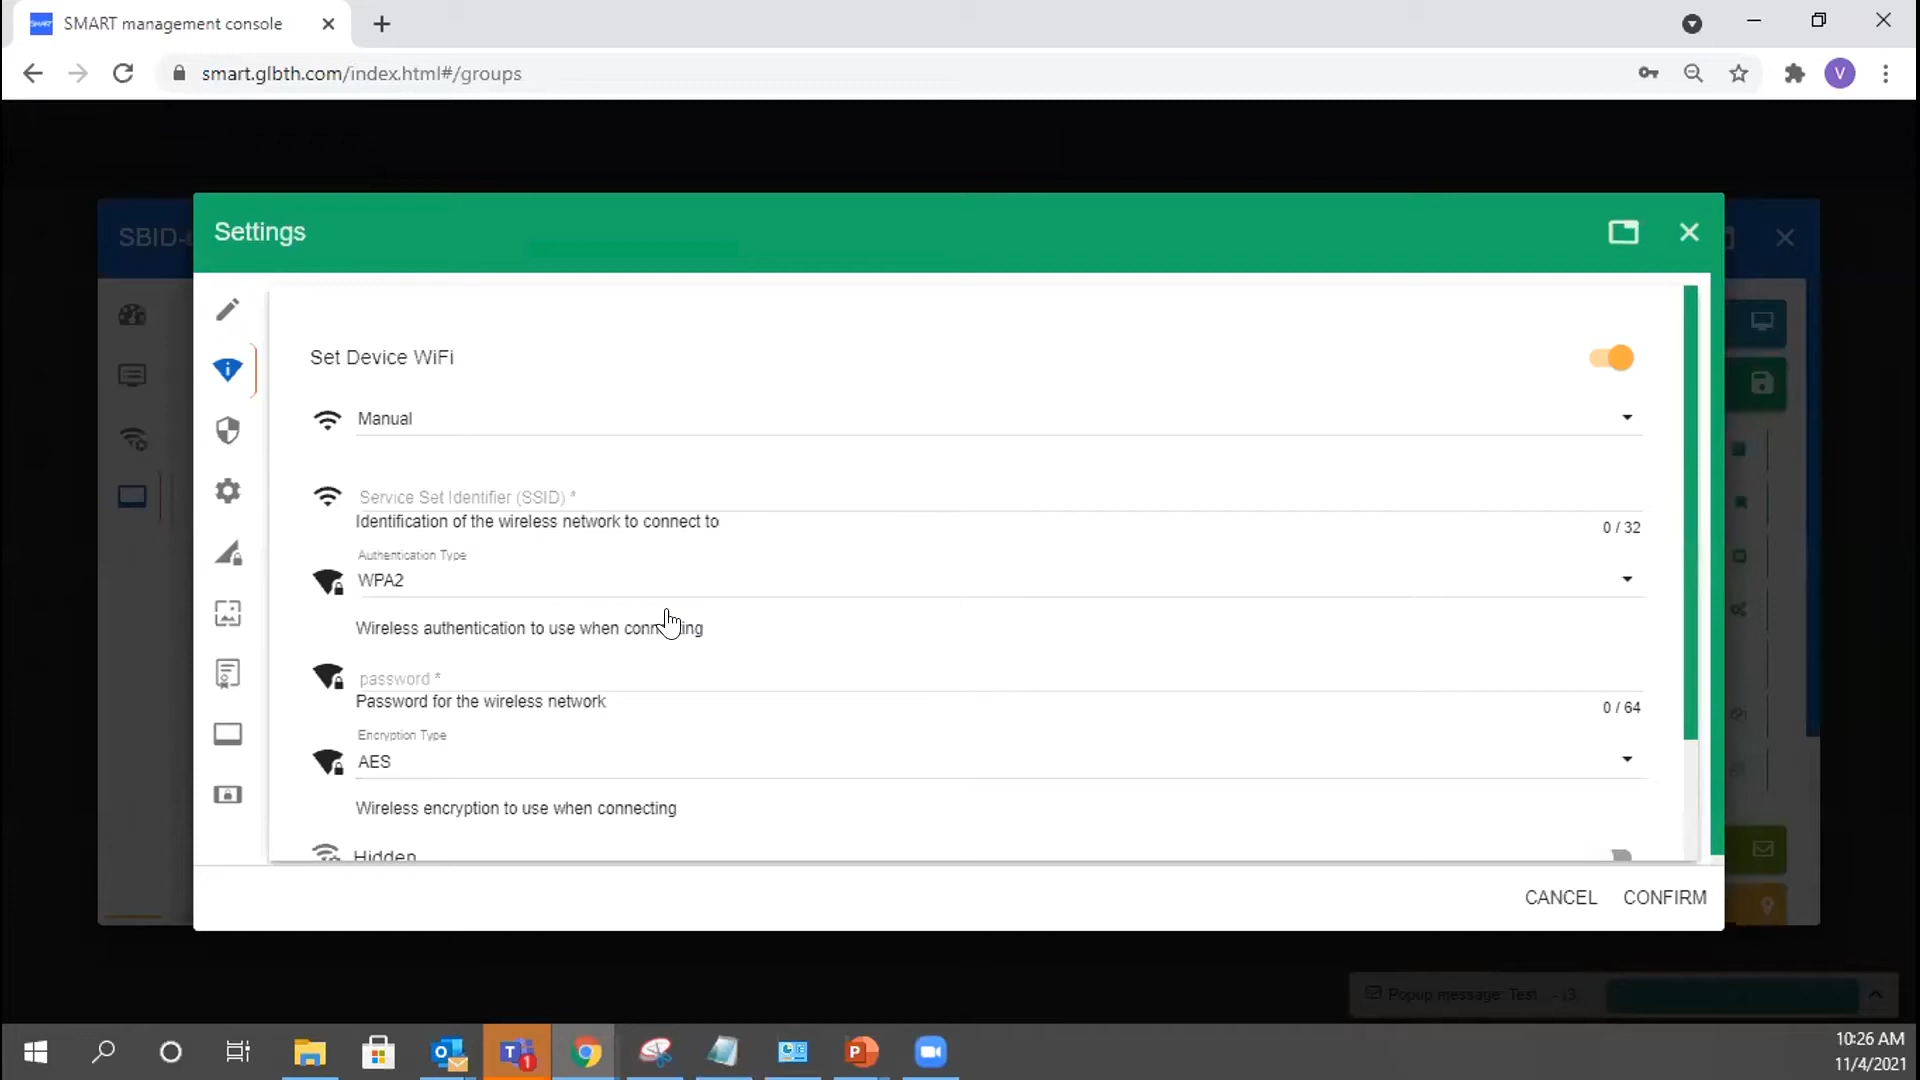 SMART management console
smart.glbth.com/index.html#/groups
V
SBID-
Settings
Set Device WiFi
Manual
Service Set Identifier (SSID) *
Identification of the wireless network to connect to
0 / 32
Authentication Type
WPA2
Wireless authentication to use when connecting
password *
Password for the wireless network
0 / 64
Encryption Type
AES
Wireless encryption to use when connecting
Hidden
CANCEL CONFIRM
Popup message: Test
10:26 AM
11/4/2021